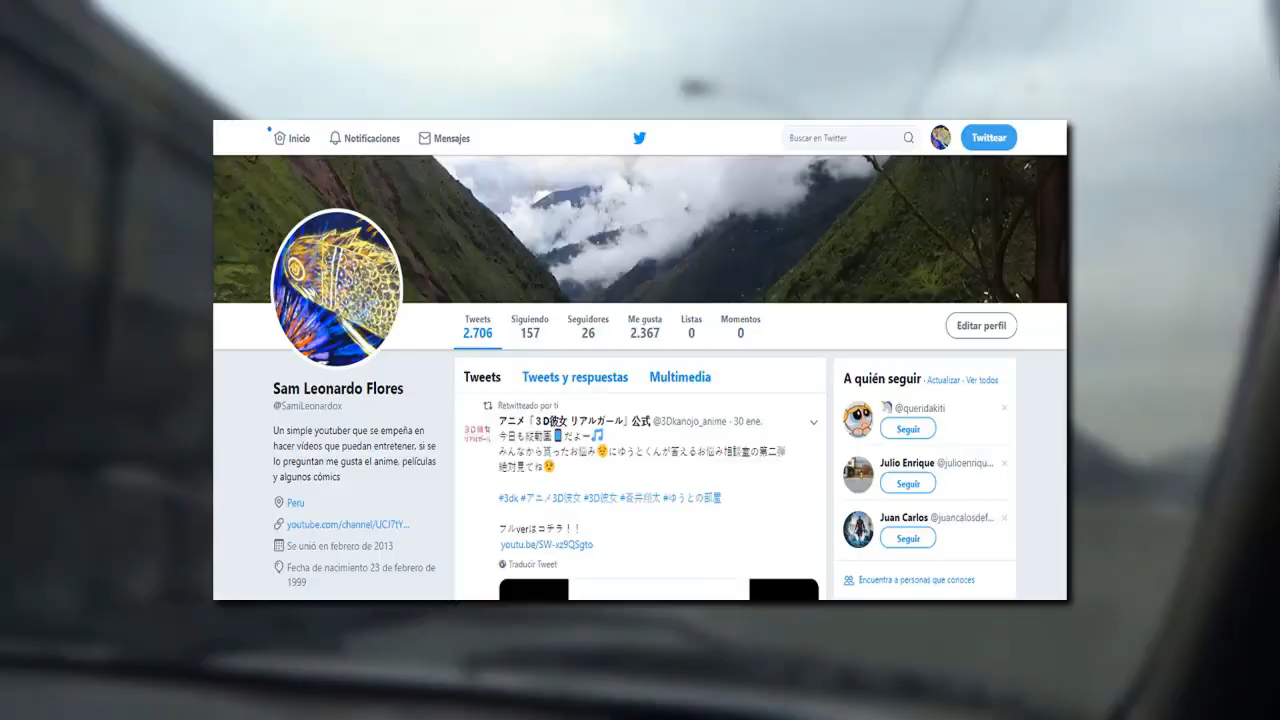 Inicio Notificaciones Mensajes
Buscar en Twitter
Twittear
Tweets Siguiendo Seguidores Me gusta Listas Momentos
2.706 157 26 2.367 0 0
Editar perfil
Sam Leonardo Flores
@SamiLeonardox
Un simple youtuber que se empeña en
hacer vídeos que puedan entretener, si se
lo preguntan me gusta el anime, películas
y algunos cómics
Peru
youtube.com/channel/UCJ7tY...
Se unió en febrero de 2013
Fecha de nacimiento 23 de febrero de
1999
Tweets Tweets y respuestas Multimedia
Retwitteado por ti
アニメ「３Ｄ彼女 リアルガール」公式 @3Dkanojo_anime · 30 ene.
今日も縦動画📱だよー🎵
みんなから貰ったお悩みにゆうとくんが答えるお悩み相談室の第二弾
絶対見てね
#3dk #アニメ3D彼女 #3D彼女 #蒼井翔太 #ゆうとの部屋
フルverはコチラ！！
youtu.be/SW-xz9QSgto
Traducir Tweet
A quién seguir · Actualizar · Ver todos
@queridakiti
Seguir
Julio Enrique @julioenriqu...
Seguir
Juan Carlos @juancalosdef...
Seguir
Encuentra a personas que conoces